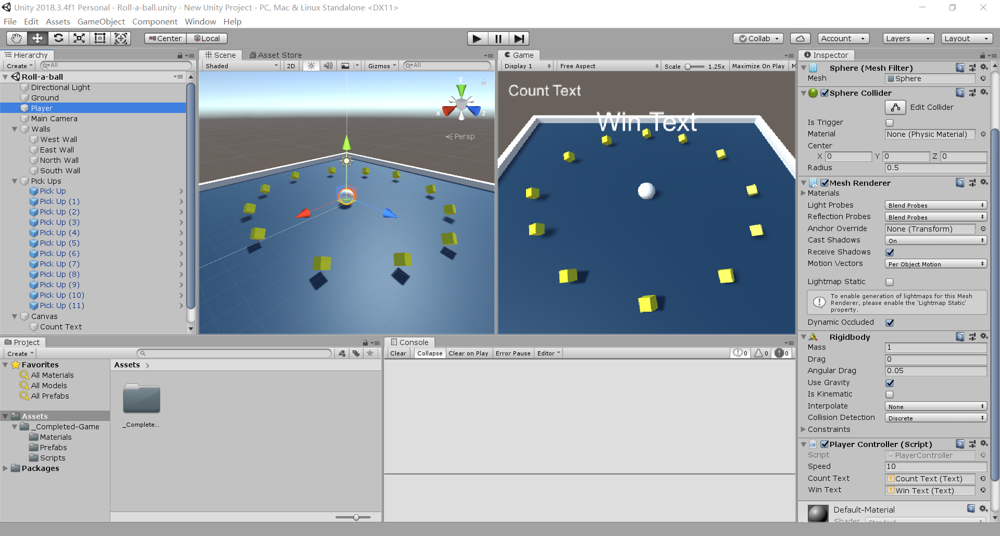 Unity 2018.3.4f1 Personal - Roll-a-ball.unity - New Unity Project - PC, Mac & Linux Standalone <DX11>
File Edit Assets GameObject Component Window Help
Center Local Collab Account Layers Layout
Hierarchy
Create All
Roll-a-ball
Directional Light
Ground
Player
Main Camera
Walls
West Wall
East Wall
North Wall
South Wall
Pick Ups
Pick Up
Pick Up (1)
Pick Up (2)
Pick Up (3)
Pick Up (4)
Pick Up (5)
Pick Up (6)
Pick Up (7)
Pick Up (8)
Pick Up (9)
Pick Up (10)
Pick Up (11)
Canvas
Count Text
Scene Asset Store
Shaded 2D Gizmos All
y
x z
Persp
Game
Display 1 Free Aspect Scale 1.25x Maximize On Play M
Count Text
Win Text
Inspector
Sphere (Mesh Filter)
Mesh Sphere
Sphere Collider
Edit Collider
Is Trigger
Material None (Physic Material)
Center
X 0 Y 0 Z 0
Radius 0.5
Mesh Renderer
Materials
Light Probes Blend Probes
Reflection Probes Blend Probes
Anchor Override None (Transform)
Cast Shadows On
Receive Shadows
Motion Vectors Per Object Motion
Lightmap Static
To enable generation of lightmaps for this Mesh
Renderer, please enable the 'Lightmap Static'
property.
Dynamic Occluded
Rigidbody
Mass 1
Drag 0
Angular Drag 0.05
Use Gravity
Is Kinematic
Interpolate None
Collision Detection Discrete
Constraints
Player Controller (Script)
Script PlayerController
Speed 10
Count Text Count Text (Text)
Win Text Win Text (Text)
Default-Material
Shader Standard
Project
Create
Favorites
All Materials
All Models
All Prefabs
Assets
_Completed-Game
Materials
Prefabs
Scripts
Packages
Assets
_Complete...
Console
Clear Collapse Clear on Play Error Pause Editor 0 0 0